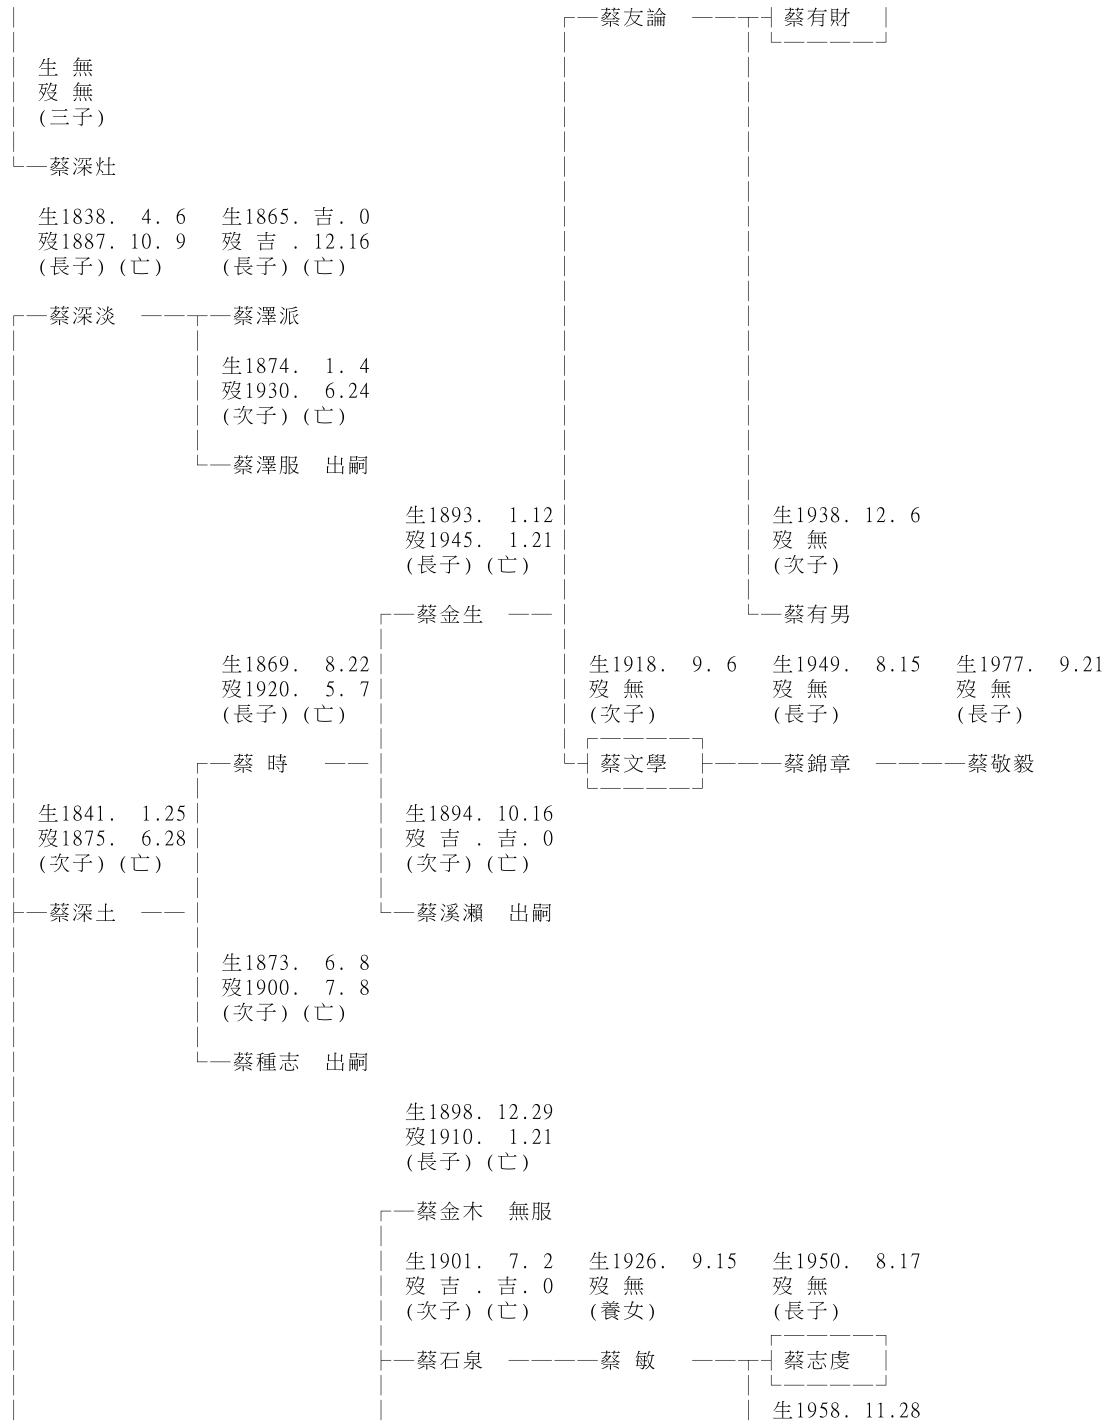 蔡友論 蔡有財
生 無
歿 無
(三子)
蔡深灶
生1838. 4. 6 生1865. 吉. 0
歿1887. 10. 9 歿 吉 . 12.16
(長子) (亡) (長子) (亡)
蔡深淡 蔡澤派
生1874. 1. 4
歿1930. 6.24
(次子) (亡)
蔡澤服 出嗣
生1893. 1.12 生1938. 12. 6
歿1945. 1.21 歿 無
(長子) (亡) (次子)
蔡金生 蔡有男
生1869. 8.22 生1918. 9. 6 生1949. 8.15 生1977. 9.21
歿1920. 5. 7 歿 無 歿 無 歿 無
(長子) (亡) (次子) (長子) (長子)
蔡 時 蔡文學 蔡錦章 蔡敬毅
生1841. 1.25 生1894. 10.16
歿1875. 6.28 歿 吉 . 吉. 0
(次子) (亡) (次子) (亡)
蔡深土 蔡溪瀨 出嗣
生1873. 6. 8
歿1900. 7. 8
(次子) (亡)
蔡種志 出嗣
生1898. 12.29
歿1910. 1.21
(長子) (亡)
蔡金木 無服
生1901. 7. 2 生1926. 9.15 生1950. 8.17
歿 吉 . 吉. 0 歿 無 歿 無
(次子) (亡) (養女) (長子)
蔡石泉 蔡 敏 蔡志虔
生1958. 11.28